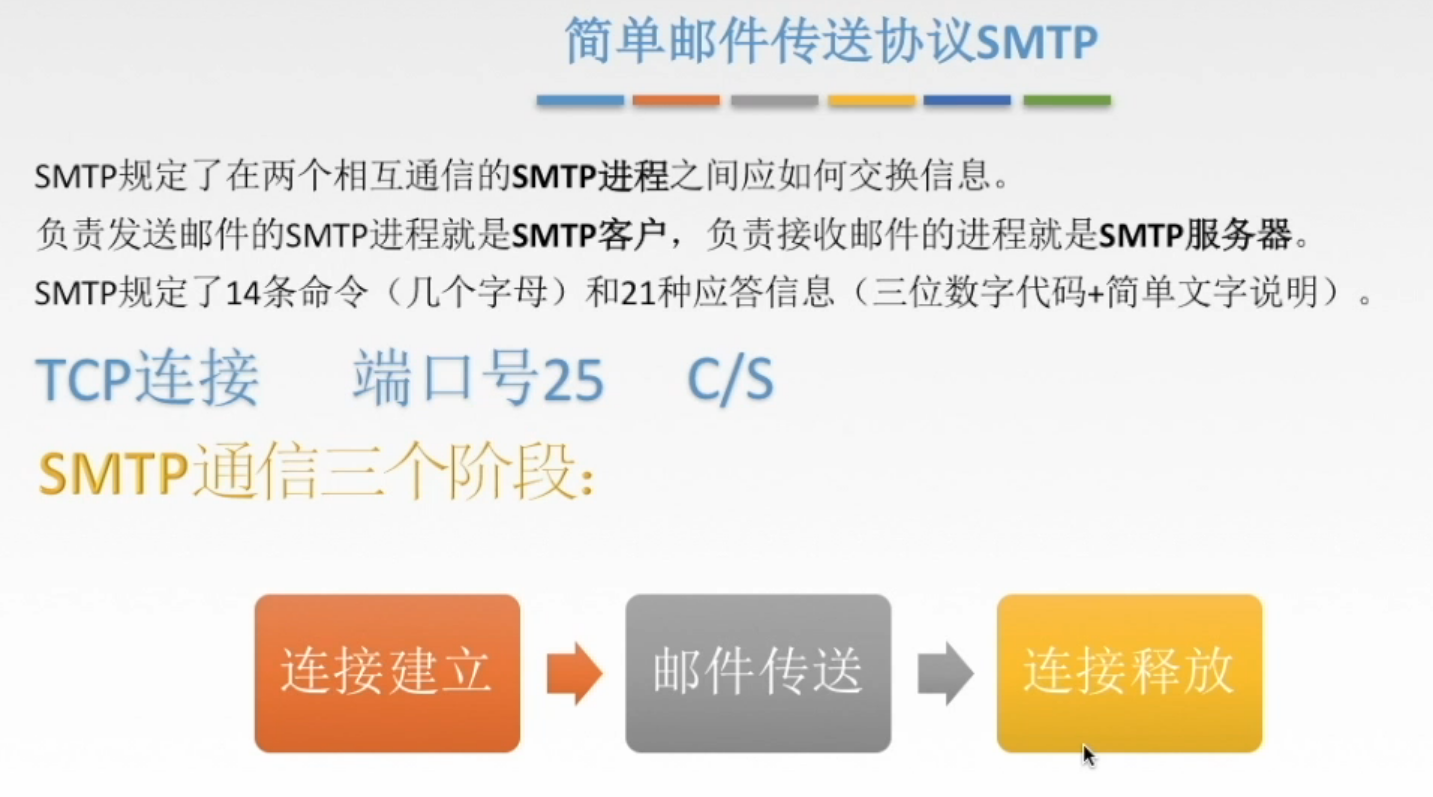 简单邮件传送协议SMTP
SMTP规定了在两个相互通信的SMTP进程之间应如何交换信息。
负责发送邮件的SMTP进程就是SMTP客户，负责接收邮件的进程就是SMTP服务器。
SMTP规定了14条命令（几个字母）和21种应答信息（三位数字代码+简单文字说明）。
TCP连接 端口号25 C/S
SMTP通信三个阶段：
连接建立 邮件传送 连接释放